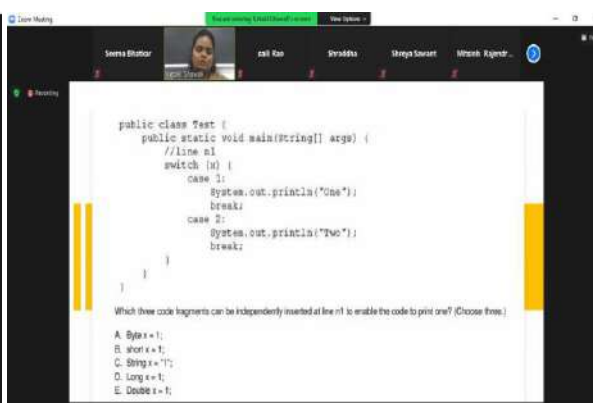 Zoom Meeting
View Options
Seema Bhatkar
saili Rao
Shraddha
Shreya Sawant
Recording
public class Test {
public static void main(String[] args) {
//line n1
switch (x) {
case 1:
System.out.println("One");
break;
case 2:
System.out.println("Two");
break;
}
}
}
Which three code fragments can be independently inserted at line n1 to enable the code to print one? (Choose three.)
A. Byte x = 1;
B. short x = 1;
C. String x = "1";
D. Long x = 1;
E. Double x = 1;